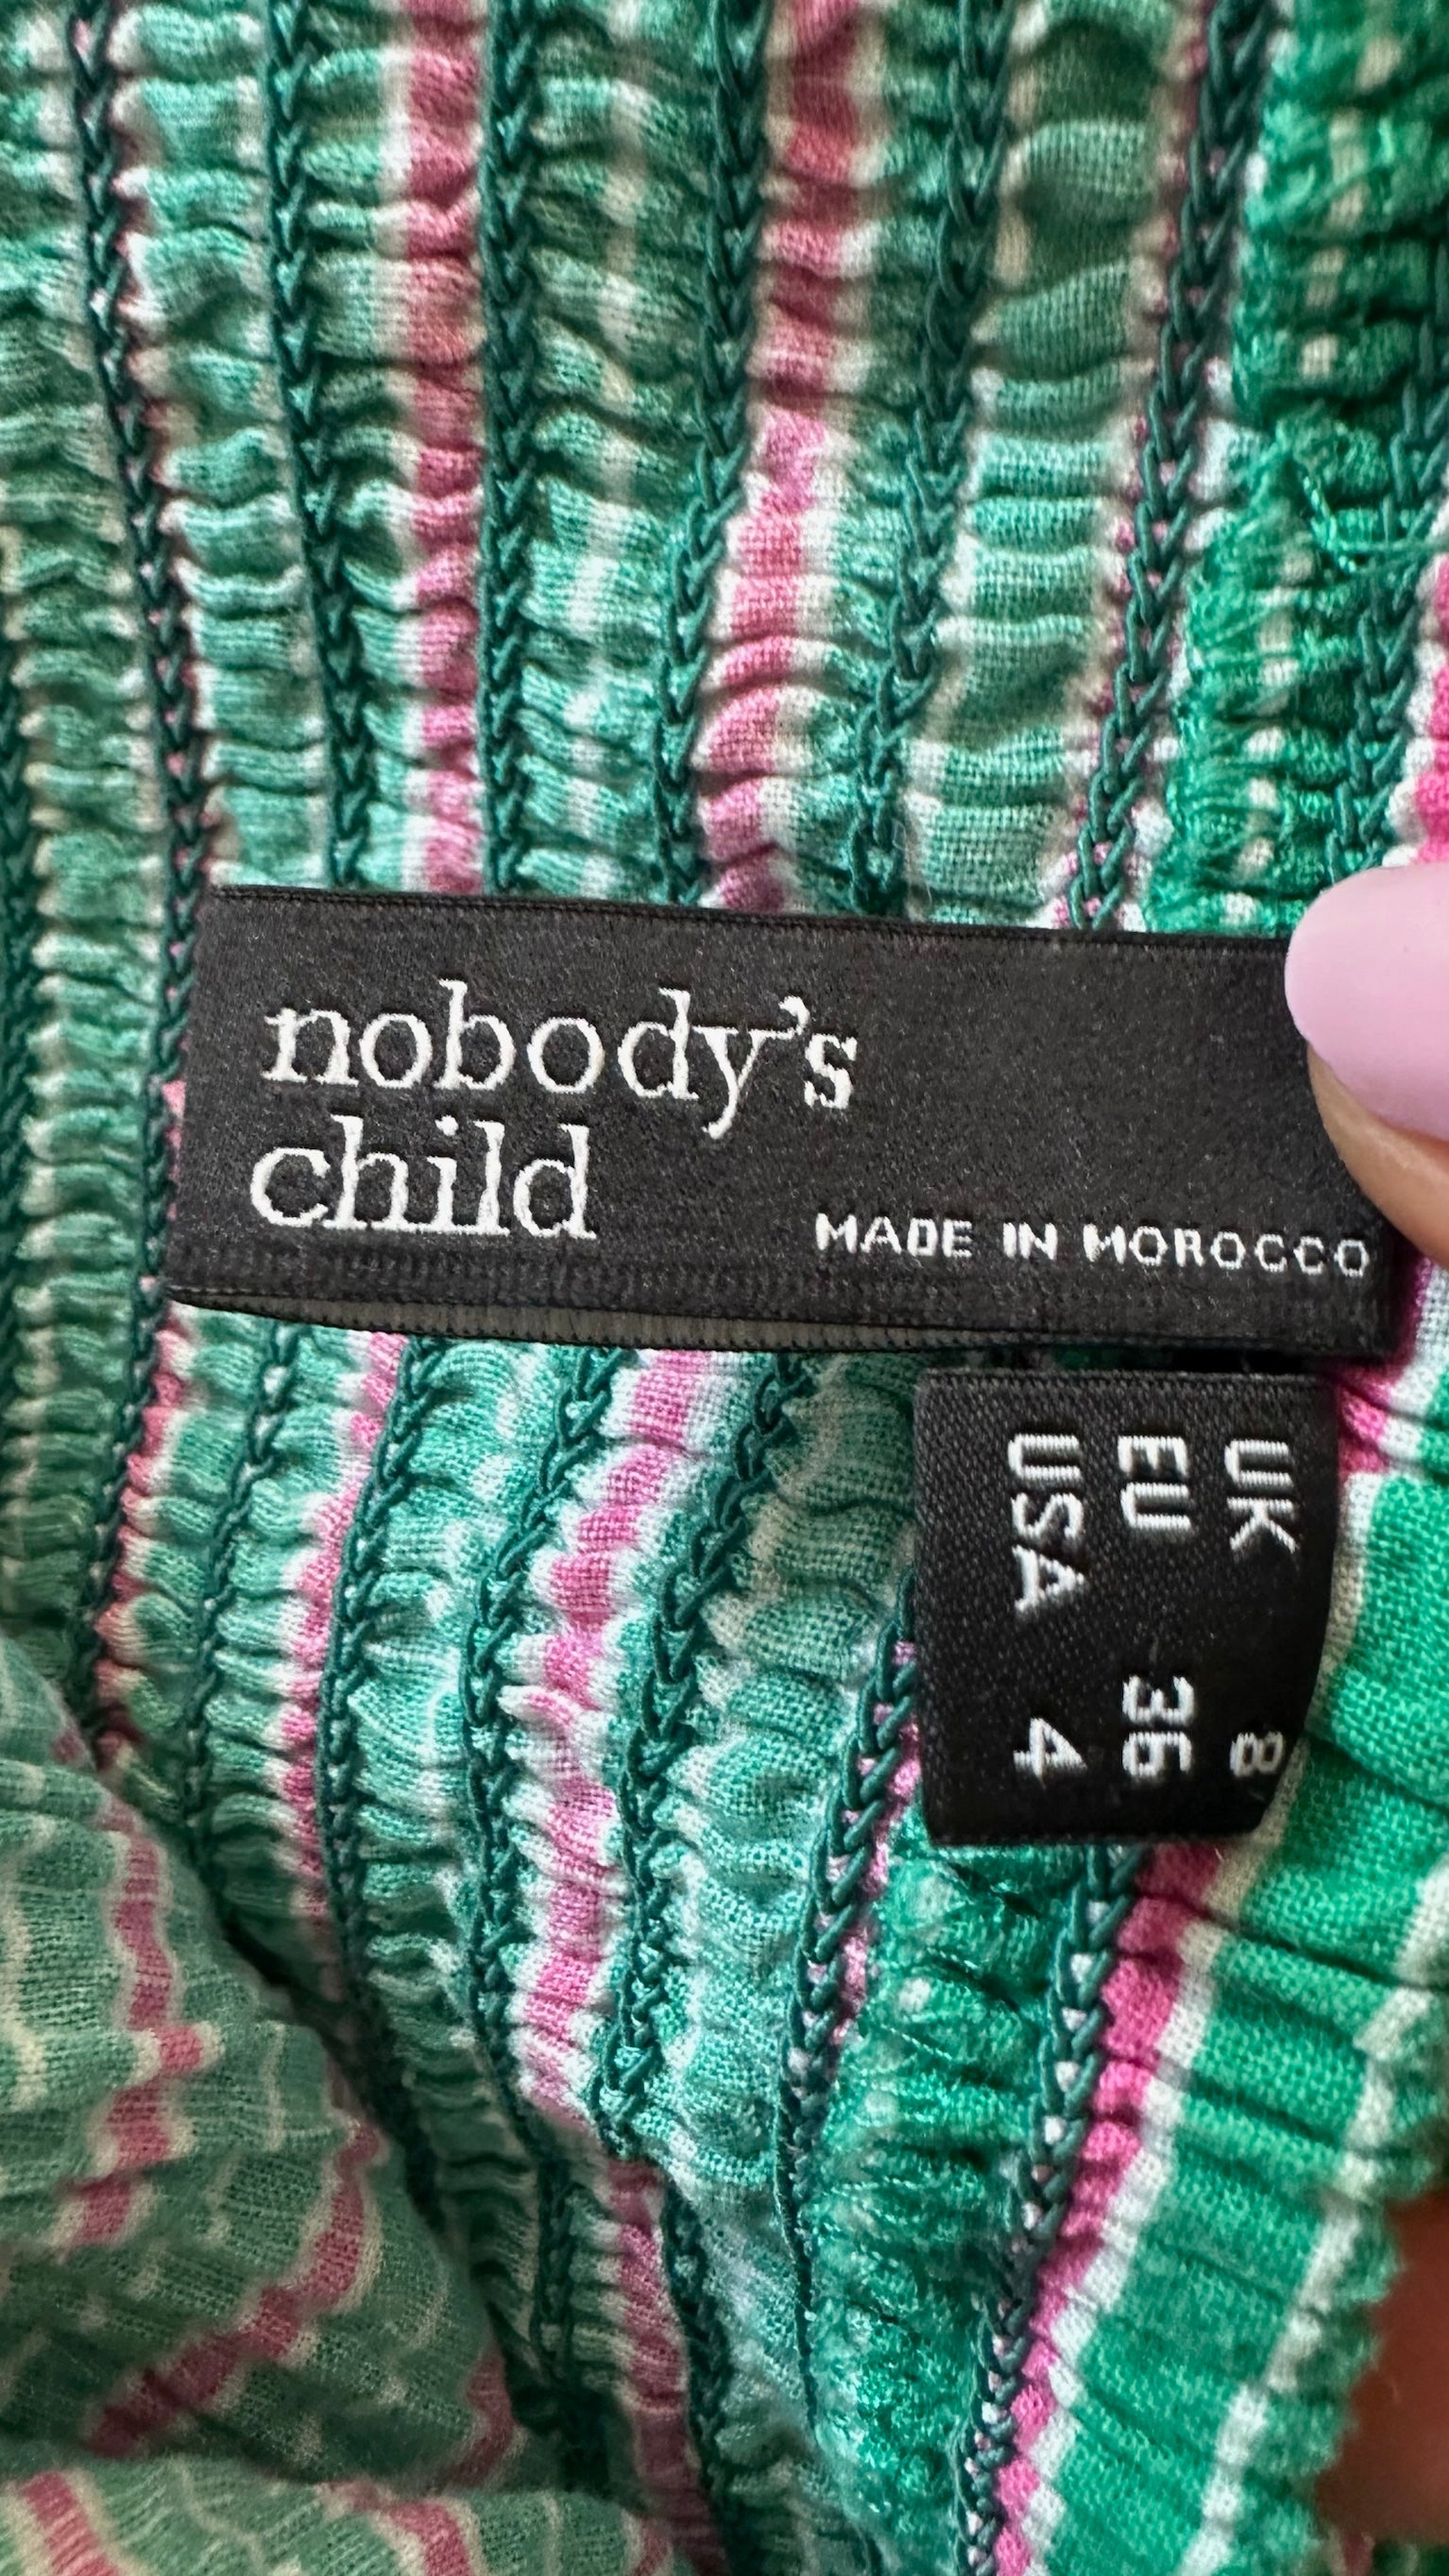 nobody's
child
MADE IN MOROCCO
UK 8
EU 36
USA 4